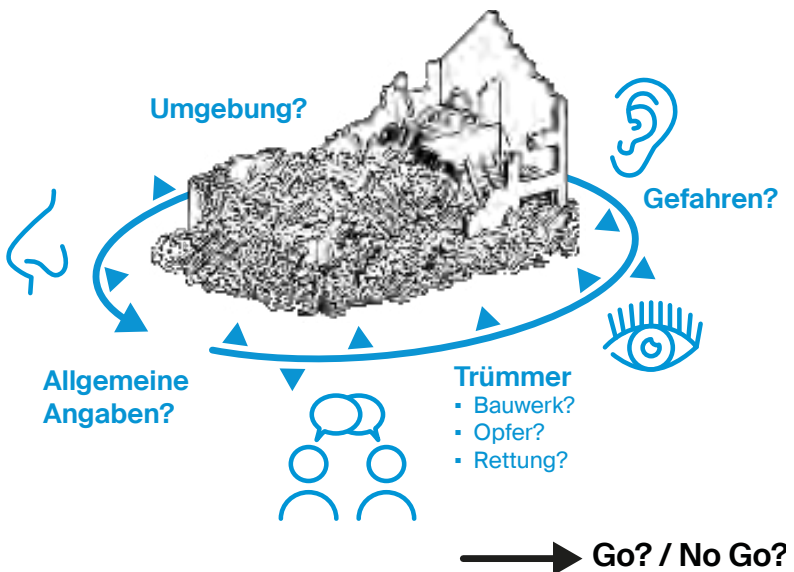 Umgebung?
Gefahren?
Allgemeine
Angaben?
Trümmer
▪ Bauwerk?
▪ Opfer?
▪ Rettung?
Go? / No Go?